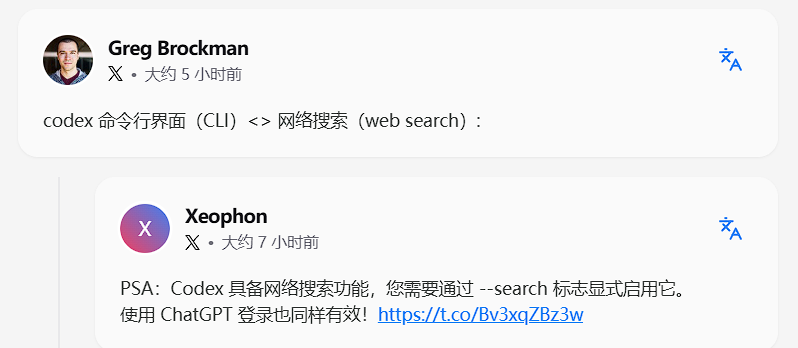 Greg Brockman
X • 大约 5 小时前
codex 命令行界面（CLI）<> 网络搜索（web search）:
X
Xeophon
X • 大约 7 小时前
PSA：Codex 具备网络搜索功能，您需要通过 --search 标志显式启用它。
使用 ChatGPT 登录也同样有效！https://t.co/Bv3xqZBz3w